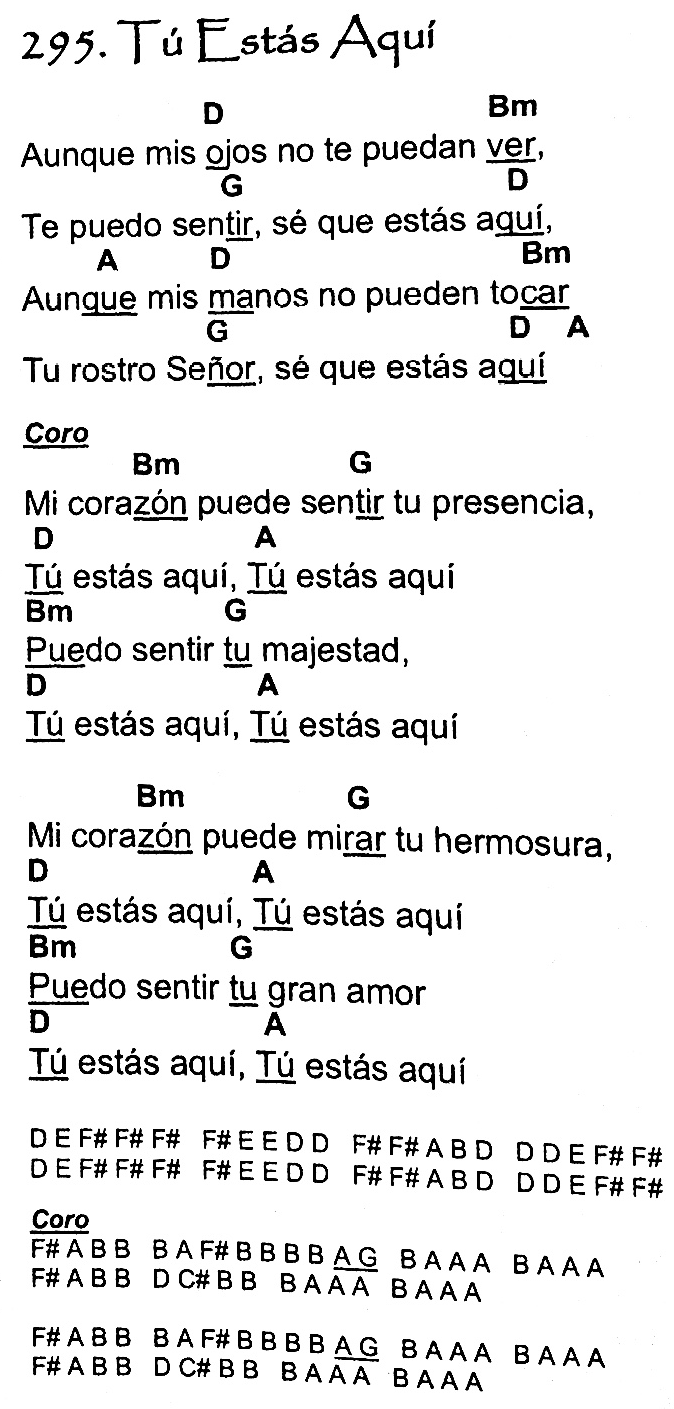 295. Tú Estás Aquí
D Bm
Aunque mis ojos no te puedan ver,
G D
Te puedo sentir, sé que estás aquí,
A D Bm
Aunque mis manos no pueden tocar
G D A
Tu rostro Señor, sé que estás aquí
Coro
Bm G
Mi corazón puede sentir tu presencia,
D A
Tú estás aquí, Tú estás aquí
Bm G
Puedo sentir tu majestad,
D A
Tú estás aquí, Tú estás aquí
Bm G
Mi corazón puede mirar tu hermosura,
D A
Tú estás aquí, Tú estás aquí
Bm G
Puedo sentir tu gran amor
D A
Tú estás aquí, Tú estás aquí
D E F# F# F# F# E E D D F# F# A B D D D E F# F#
D E F# F# F# F# E E D D F# F# A B D D D E F# F#
Coro
F# A B B B A F# B B B B A G B A A A B A A A
F# A B B D C# B B B A A A B A A A
F# A B B B A F# B B B B A G B A A A B A A A
F# A B B D C# B B B A A A B A A A